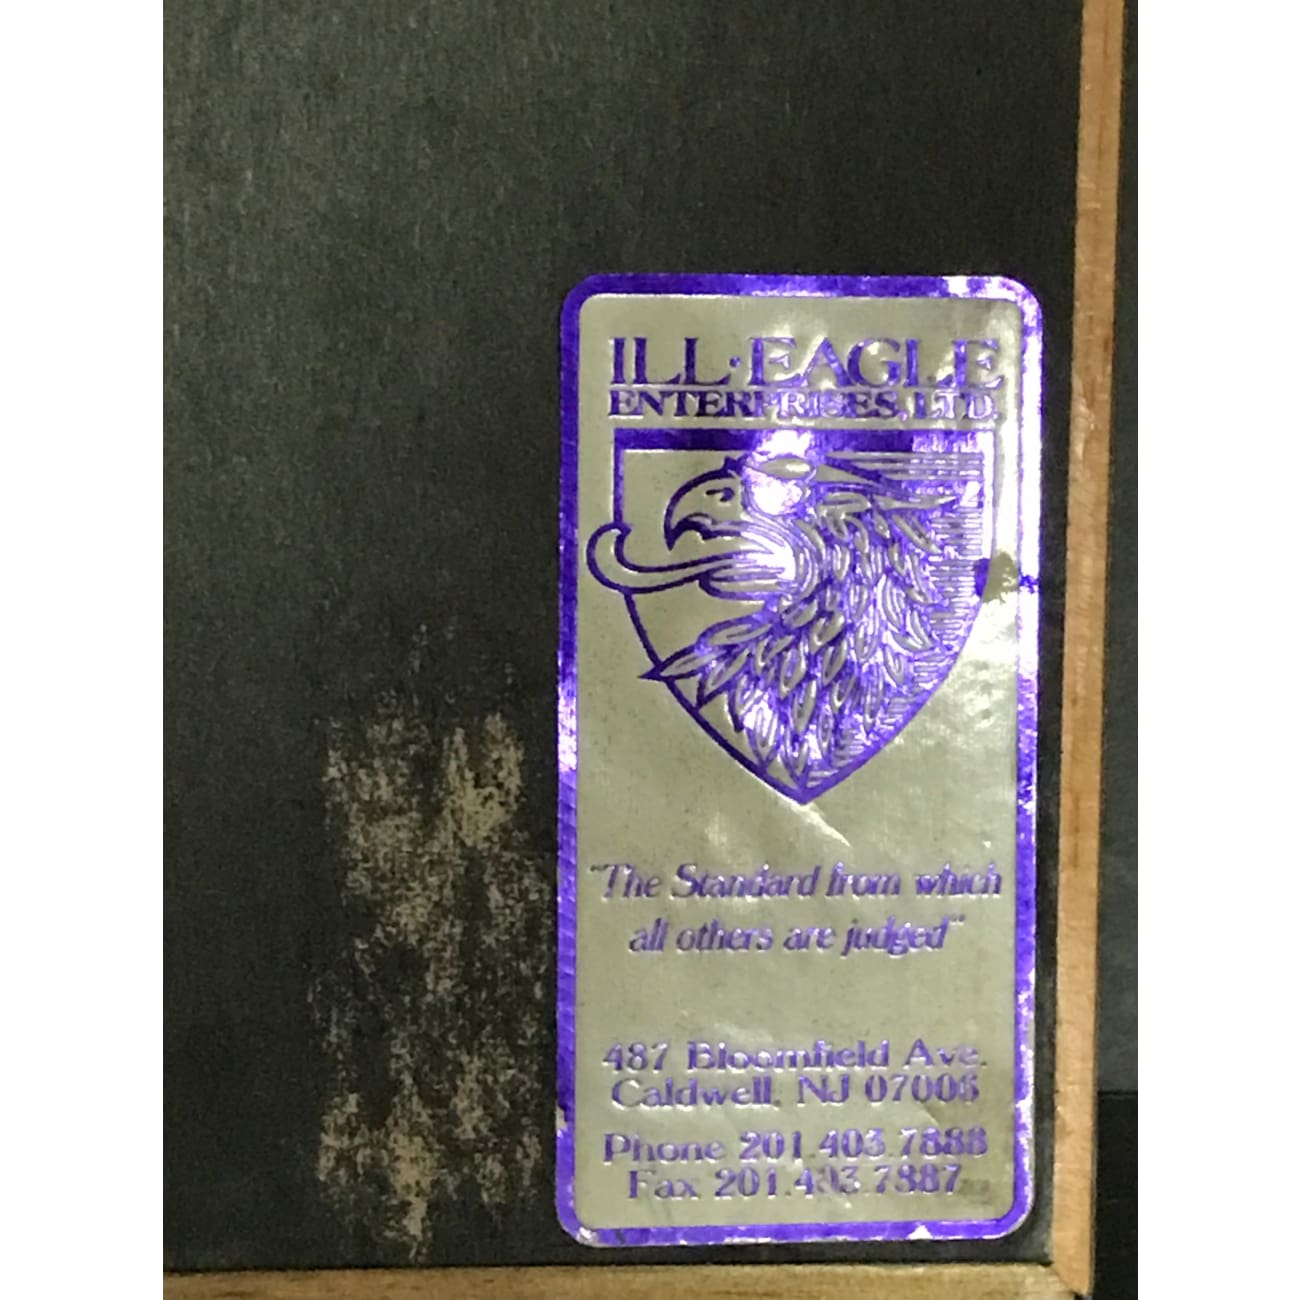 ILL·EAGLE
ENTERPRISES, LTD.
"The Standard from which
all others are judged"
487 Bloomfield Ave.
Caldwell, NJ 07006
Phone 201.403.7888
Fax 201.403.7887